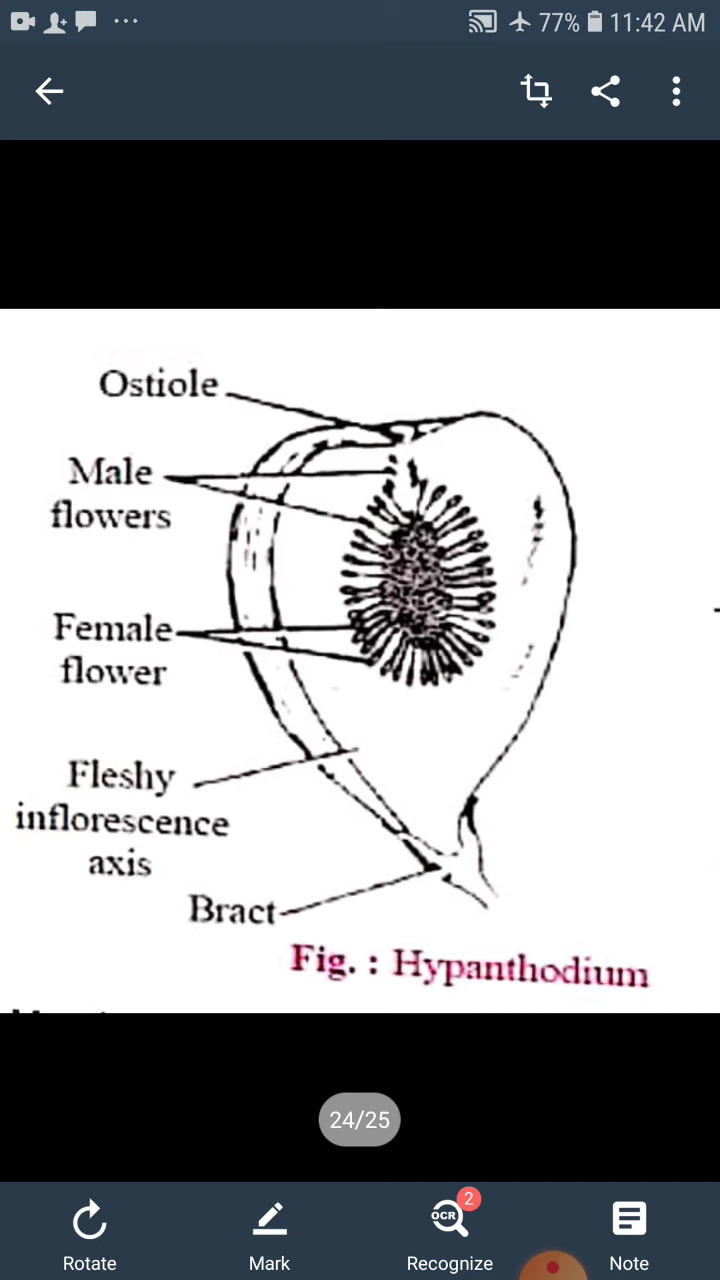 77% 11:42 AM
Ostiole
Male
flowers
Female
flower
Fleshy
inflorescence
axis
Bract
Fig. : Hypanthodium
24/25
OCR 2
Rotate Mark Recognize Note